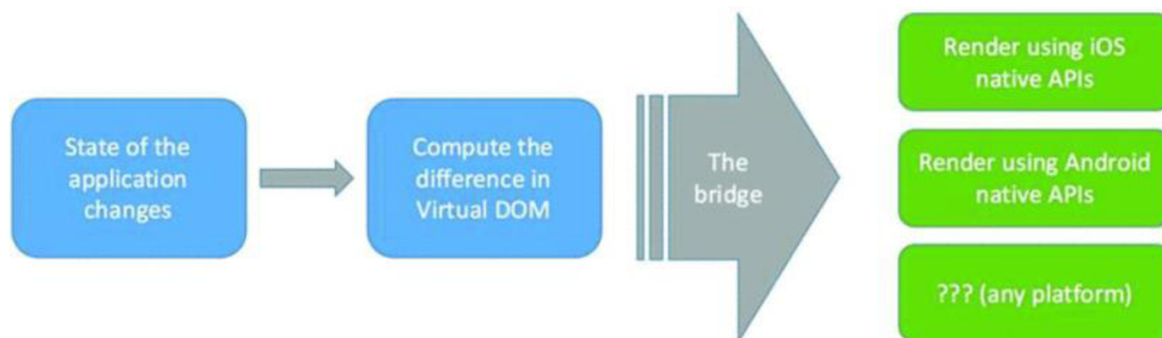 State of the
application
changes
Compute the
difference in
Virtual DOM
The
bridge
Render using iOS
native APIs
Render using Android
native APIs
??? (any platform)